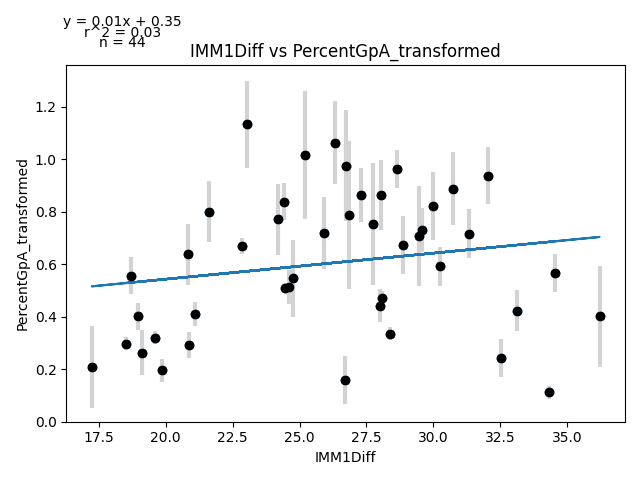 y = 0.01x + 0.35
r^2 = 0.03
n = 44
IMM1Diff vs PercentGpA_transformed
PercentGpA_transformed
1.2
1.0
0.8
0.6
0.4
0.2
0.0
17.5 20.0 22.5 25.0 27.5 30.0 32.5 35.0
IMM1Diff